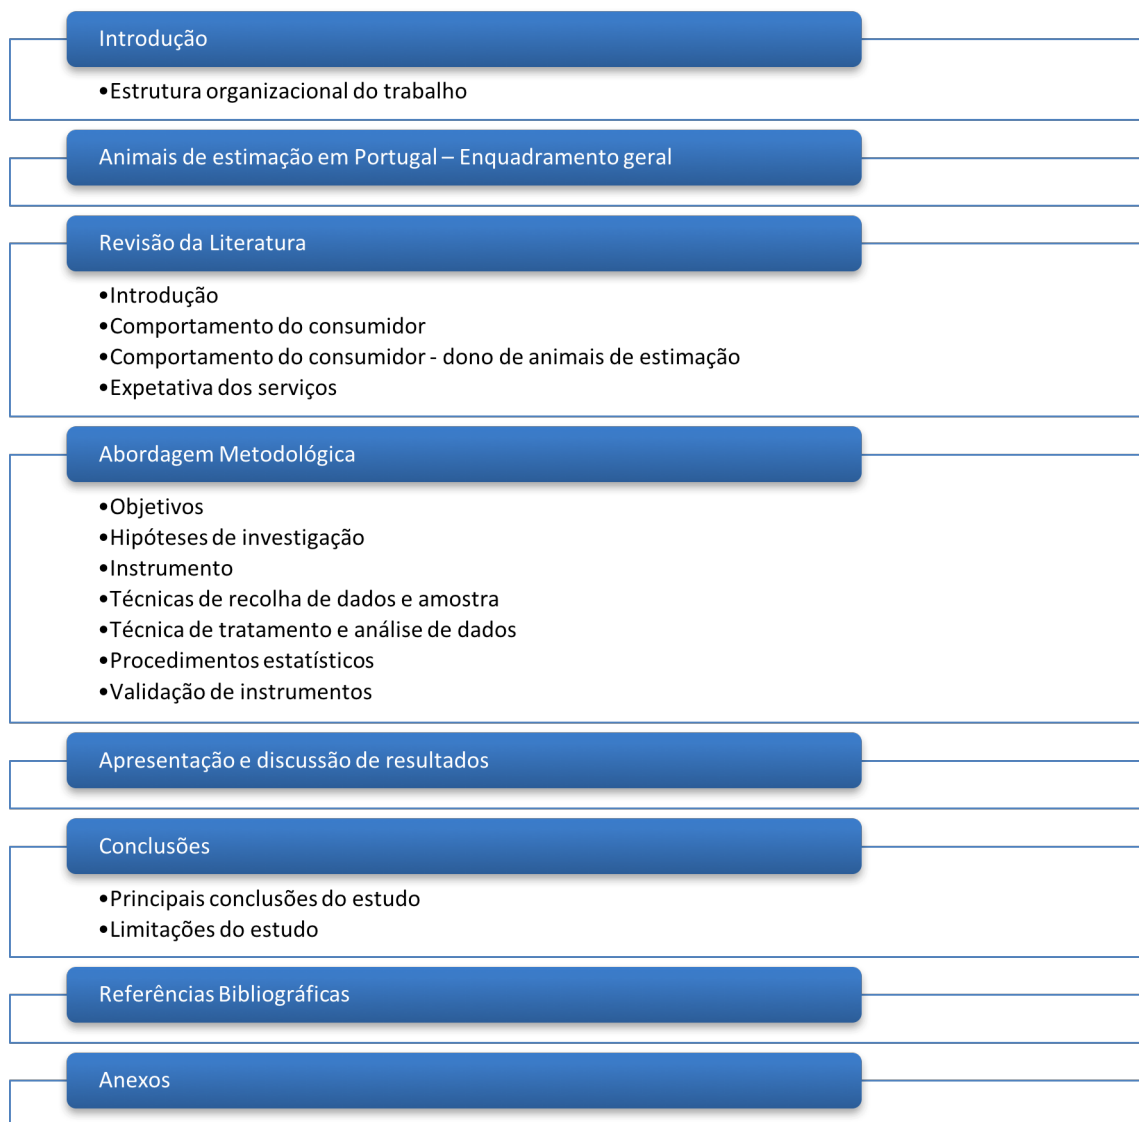 Introdução
•Estrutura organizacional do trabalho
Animais de estimação em Portugal – Enquadramento geral
Revisão da Literatura
•Introdução
•Comportamento do consumidor
•Comportamento do consumidor - dono de animais de estimação
•Expetativa dos serviços
Abordagem Metodológica
•Objetivos
•Hipóteses de investigação
•Instrumento
•Técnicas de recolha de dados e amostra
•Técnica de tratamento e análise de dados
•Procedimentos estatísticos
•Validação de instrumentos
Apresentação e discussão de resultados
Conclusões
•Principais conclusões do estudo
•Limitações do estudo
Referências Bibliográficas
Anexos